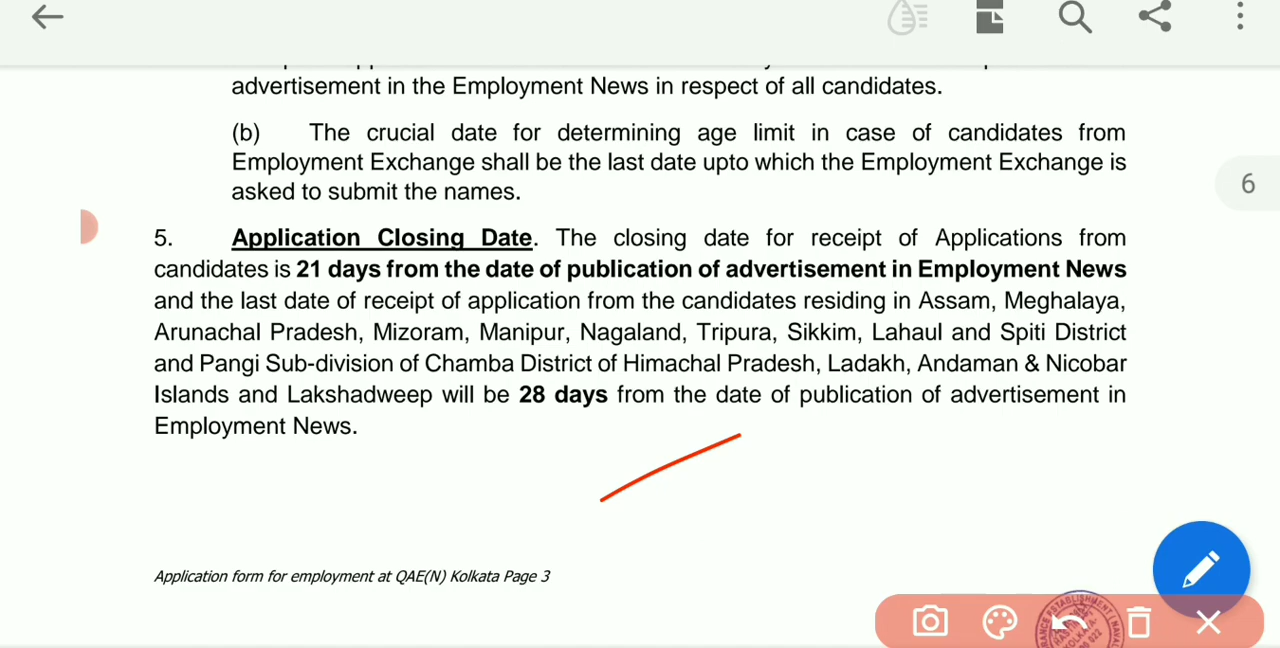 advertisement in the Employment News in respect of all candidates.
(b) The crucial date for determining age limit in case of candidates from
Employment Exchange shall be the last date upto which the Employment Exchange is
asked to submit the names.
6
5. Application Closing Date. The closing date for receipt of Applications from
candidates is 21 days from the date of publication of advertisement in Employment News
and the last date of receipt of application from the candidates residing in Assam, Meghalaya,
Arunachal Pradesh, Mizoram, Manipur, Nagaland, Tripura, Sikkim, Lahaul and Spiti District
and Pangi Sub-division of Chamba District of Himachal Pradesh, Ladakh, Andaman & Nicobar
Islands and Lakshadweep will be 28 days from the date of publication of advertisement in
Employment News.
Application form for employment at QAE(N) Kolkata Page 3